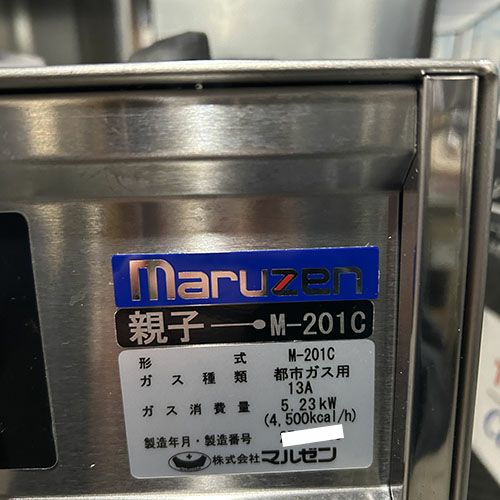 maruzen
親子 M-201C
形式 M-201C
ガス種類 都市ガス用
13A
ガス消費量 5.23kW
(4,500kcal/h)
製造年月・製造番号
株式会社マルゼン